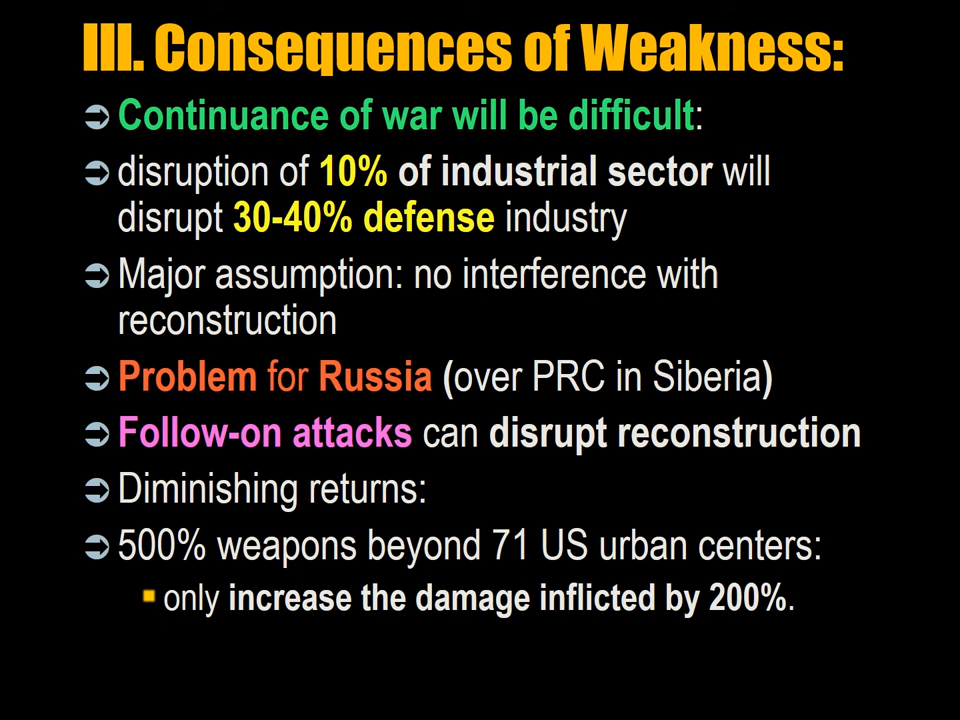 III. Consequences of Weakness:
Continuance of war will be difficult:
disruption of 10% of industrial sector will
disrupt 30-40% defense industry
Major assumption: no interference with
reconstruction
Problem for Russia (over PRC in Siberia)
Follow-on attacks can disrupt reconstruction
Diminishing returns:
500% weapons beyond 71 US urban centers:
only increase the damage inflicted by 200%.